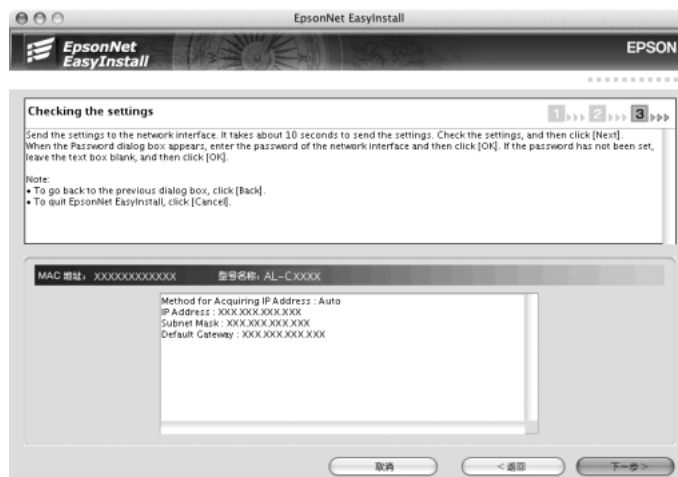 EpsonNet EasyInstall
EpsonNet
EasyInstall
EPSON
Checking the settings
1 2 3
Send the settings to the network interface. It takes about 10 seconds to send the settings. Check the settings, and then click [Next].
When the Password dialog box appears, enter the password of the network interface and then click [OK]. If the password has not been set,
leave the text box blank, and then click [OK].
Note:
• To go back to the previous dialog box, click [Back].
• To quit EpsonNet EasyInstall, click [Cancel].
MAC 地址: XXXXXXXXXXXX 型号名称: AL-CXXXX
Method for Acquiring IP Address : Auto
IP Address : XXX.XXX.XXX.XXX
Subnet Mask : XXX.XXX.XXX.XXX
Default Gateway : XXX.XXX.XXX.XXX
取消 < 返回 下一步 >